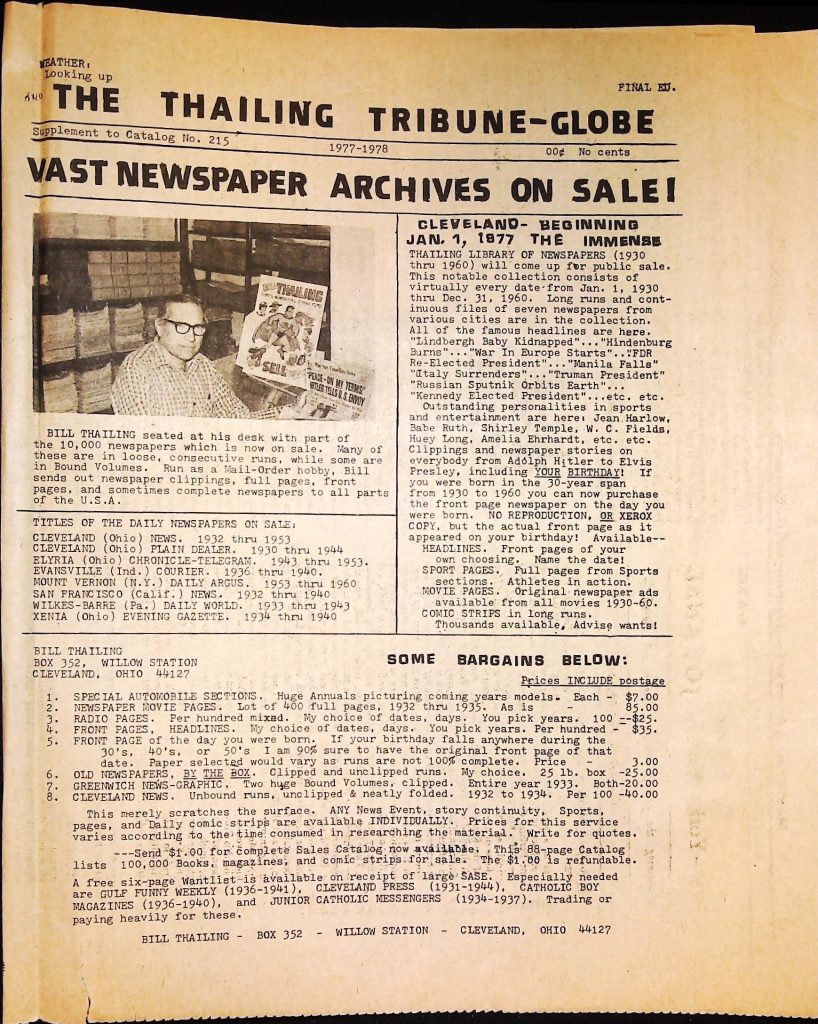 WEATHER:
Looking up
FINAL ED.
THE THAILING TRIBUNE-GLOBE
Supplement to Catalog No. 215
1977-1978
00¢ No cents
VAST NEWSPAPER ARCHIVES ON SALE!
THAILING
SELL
"PEACE - ON MY TERMS"
HITLER TELLS U.S. ENVOY
BILL THAILING seated at his desk with part of
the 10,000 newspapers which is now on sale. Many of
these are in loose, consecutive runs, while some are
in Bound Volumes. Run as a Mail-Order hobby, Bill
sends out newspaper clippings, full pages, front
pages, and sometimes complete newspapers to all parts
of the U.S.A.
TITLES OF THE DAILY NEWSPAPERS ON SALE:
CLEVELAND (Ohio) NEWS. 1932 thru 1953
CLEVELAND (Ohio) PLAIN DEALER. 1930 thru 1944
ELYRIA (Ohio) CHRONICLE-TELEGRAM. 1943 thru 1953.
EVANSVILLE (Ind.) COURIER. 1936 thru 1940.
MOUNT VERNON (N.Y.) DAILY ARGUS. 1953 thru 1960
SAN FRANCISCO (Calif.) NEWS. 1932 thru 1940
WILKES-BARRE (Pa.) DAILY WORLD. 1933 thru 1943
XENIA (Ohio) EVENING GAZETTE. 1934 thru 1940
CLEVELAND- BEGINNING
JAN. 1, 1977 THE IMMENSE
THAILING LIBRARY OF NEWSPAPERS (1930
thru 1960) will come up for public sale.
This notable collection consists of
virtually every date from Jan. 1, 1930
thru Dec. 31, 1960. Long runs and cont-
inuous files of seven newspapers from
various cities are in the collection.
All of the famous headlines are here.
"Lindbergh Baby Kidnapped"..."Hindenburg
Burns"..."War In Europe Starts"..."FDR
Re-Elected President"..."Manila Falls"
"Italy Surrenders"..."Truman President"
"Russian Sputnik Orbits Earth"...
"Kennedy Elected President"...etc. etc.
Outstanding personalities in sports
and entertainment are here: Jean Harlow,
Babe Ruth, Shirley Temple, W. C. Fields,
Huey Long, Amelia Ehrhardt, etc. etc.
Clippings and newspaper stories on
everybody from Adolph Hitler to Elvis
Presley, including YOUR BIRTHDAY! If
you were born in the 30-year span
from 1930 to 1960 you can now purchase
the front page newspaper on the day you
were born. NO REPRODUCTION, OR XEROX
COPY, but the actual front page as it
appeared on your birthday! Available--
HEADLINES. Front pages of your
own choosing. Name the date!
SPORT PAGES. Full pages from Sports
sections. Athletes in action.
MOVIE PAGES. Original newspaper ads
available from all movies 1930-60.
COMIC STRIPS in long runs.
Thousands available, Advise wants!
BILL THAILING
BOX 352, WILLOW STATION
CLEVELAND, OHIO 44127
SOME BARGAINS BELOW:
Prices INCLUDE postage
1. SPECIAL AUTOMOBILE SECTIONS. Huge Annuals picturing coming years models. Each - $7.00
2. NEWSPAPER MOVIE PAGES. Lot of 400 full pages, 1932 thru 1935. As is - 85.00
3. RADIO PAGES. Per hundred mixed. My choice of dates, days. You pick years. 100 --$25.
4. FRONT PAGES, HEADLINES. My choice of dates, days. You pick years. Per hundred - $35.
5. FRONT PAGE of the day you were born. If your birthday falls anywhere during the
30's, 40's, or 50's I am 90% sure to have the original front page of that
date. Paper selected would vary as runs are not 100% complete. Price - 3.00
6. OLD NEWSPAPERS, BY THE BOX. Clipped and unclipped runs. My choice. 25 lb. box -25.00
7. GREENWICH NEWS-GRAPHIC. Two huge Bound Volumes, clipped. Entire year 1933. Both-20.00
8. CLEVELAND NEWS. Unbound runs, unclipped & neatly folded. 1932 to 1934. Per 100 -40.00
This merely scratches the surface. ANY News Event, story continuity, Sports,
pages, and Daily comic strips are available INDIVIDUALLY. Prices for this service
varies according to the time consumed in researching the material. Write for quotes.
---Send $1.00 for complete Sales Catalog now available. This 88-page Catalog
lists 100,000 Books, magazines, and comic strips for sale. The $1.00 is refundable.
A free six-page Wantlist is available on receipt of large SASE. Especially needed
are GULF FUNNY WEEKLY (1936-1941), CLEVELAND PRESS (1931-1944), CATHOLIC BOY
MAGAZINES (1936-1940), and JUNIOR CATHOLIC MESSENGERS (1934-1937). Trading or
paying heavily for these.
BILL THAILING - BOX 352 - WILLOW STATION - CLEVELAND, OHIO 44127